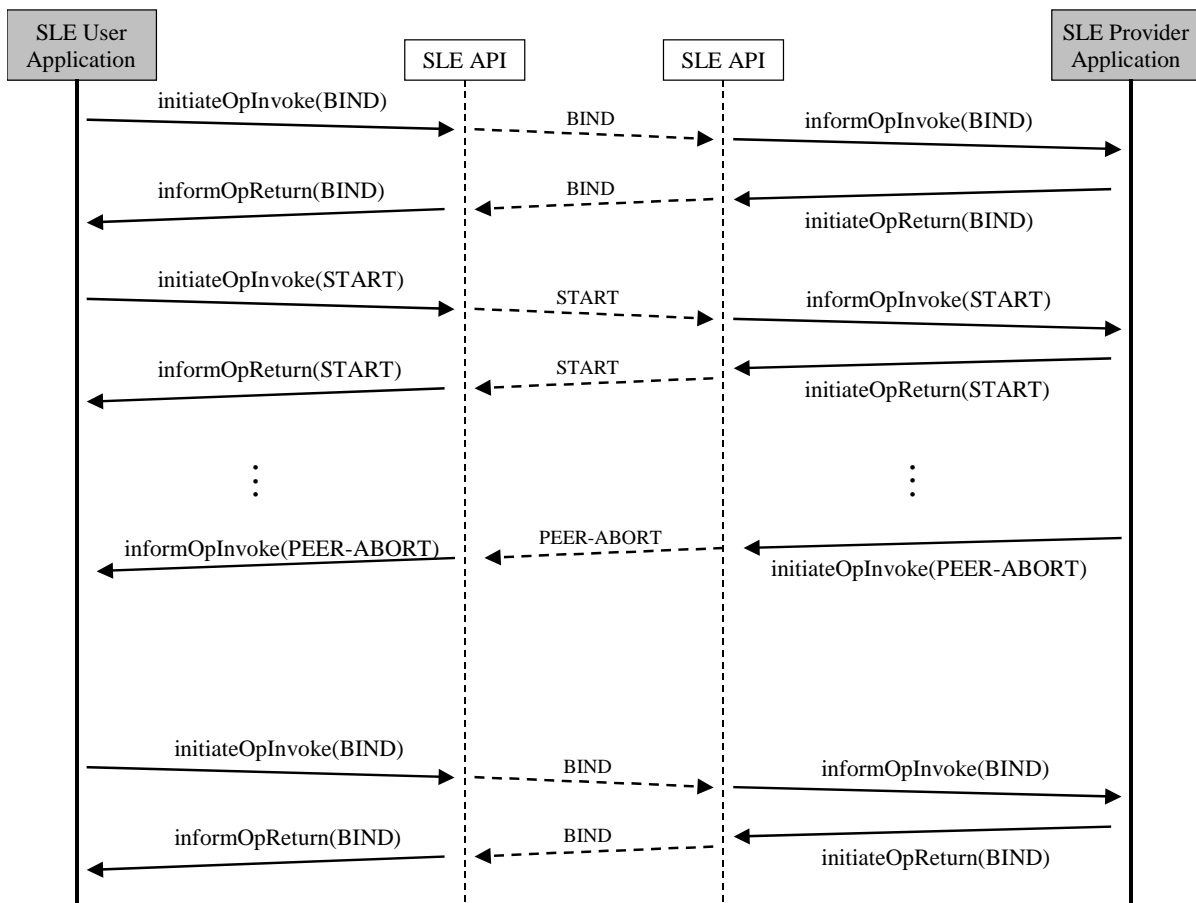 SLE User
Application
SLE API
SLE API
SLE Provider
Application
initiateOpInvoke(BIND)
BIND
informOpInvoke(BIND)
informOpReturn(BIND)
BIND
initiateOpReturn(BIND)
initiateOpInvoke(START)
START
informOpInvoke(START)
informOpReturn(START)
START
initiateOpReturn(START)
informOpInvoke(PEER-ABORT)
PEER-ABORT
initiateOpInvoke(PEER-ABORT)
initiateOpInvoke(BIND)
BIND
informOpInvoke(BIND)
informOpReturn(BIND)
BIND
initiateOpReturn(BIND)